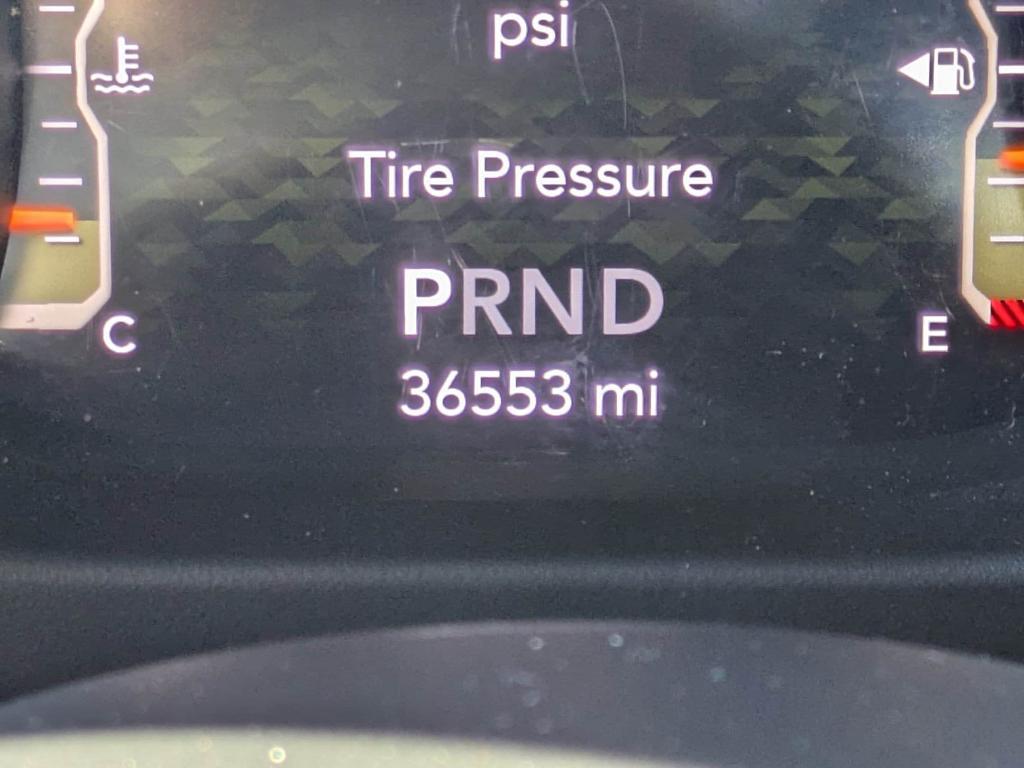 psi
Tire Pressure
PRND
C
E
36553 mi